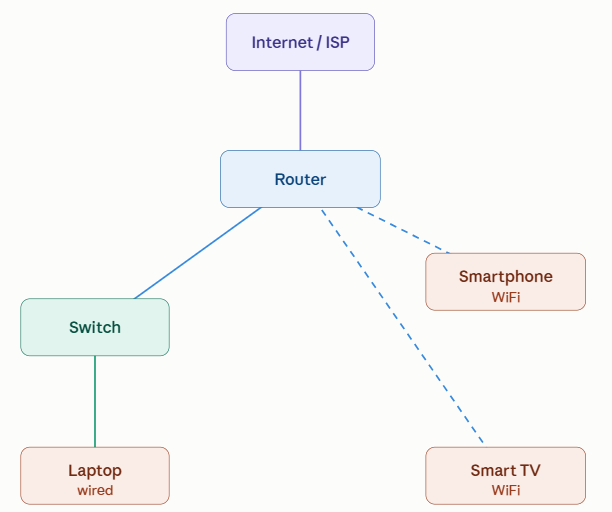 Internet / ISP
Router
Smartphone
WiFi
Switch
Laptop
wired
Smart TV
WiFi